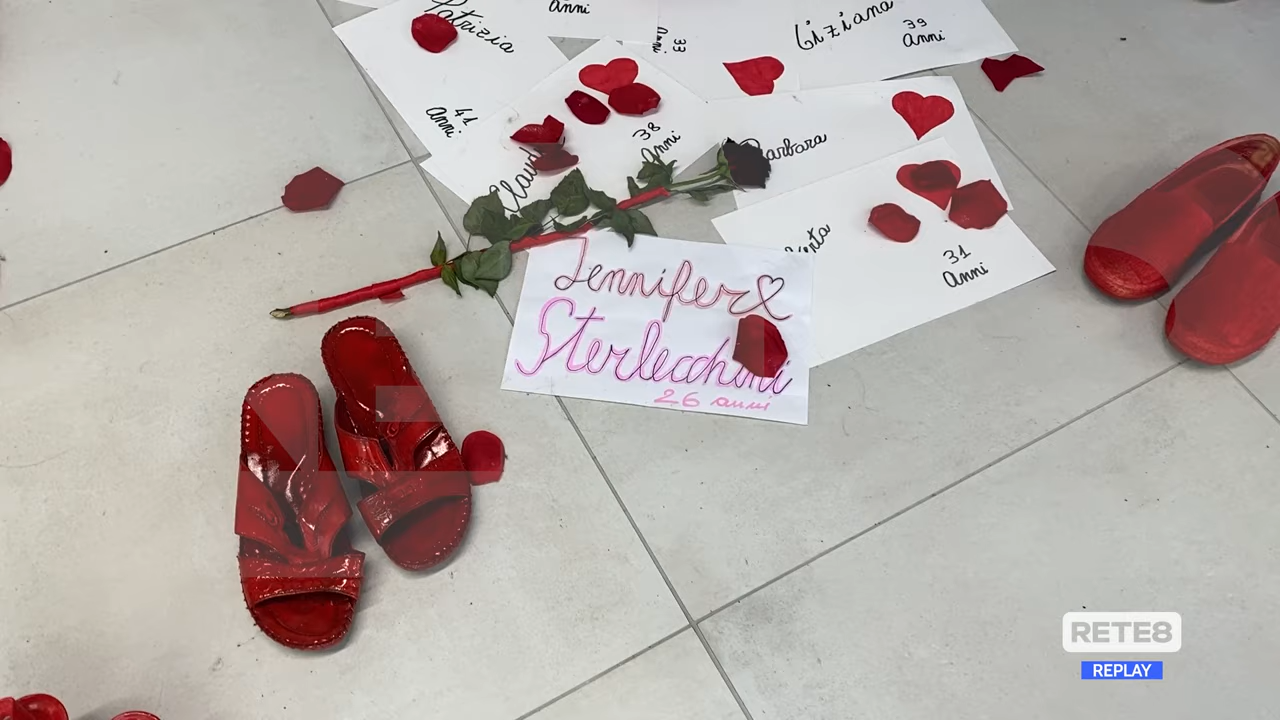 Patrizia
41
anni
anni
33
anni
Tiziana
39
anni
38
anni
Barbara
31
anni
Jennifer
Sterlecchini
26 anni
RETE8
REPLAY